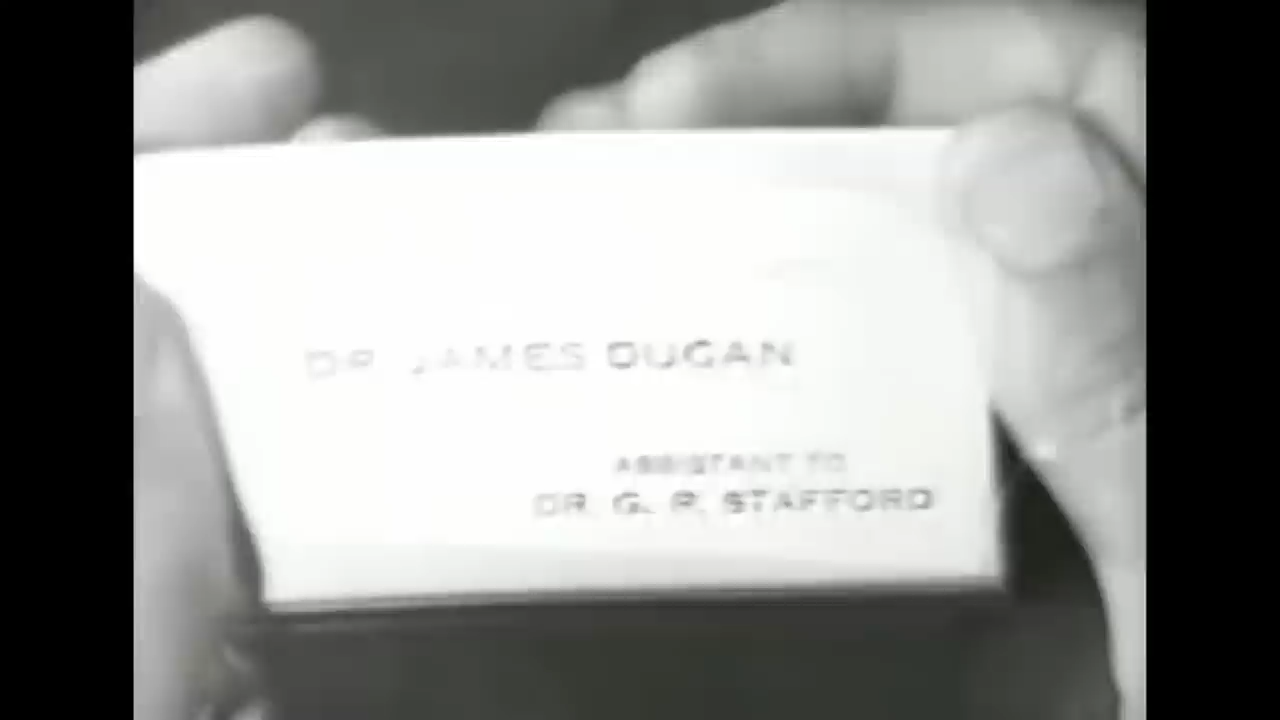 DR. JAMES DUGAN
ASSISTANT TO
DR. G. P. STAFFORD